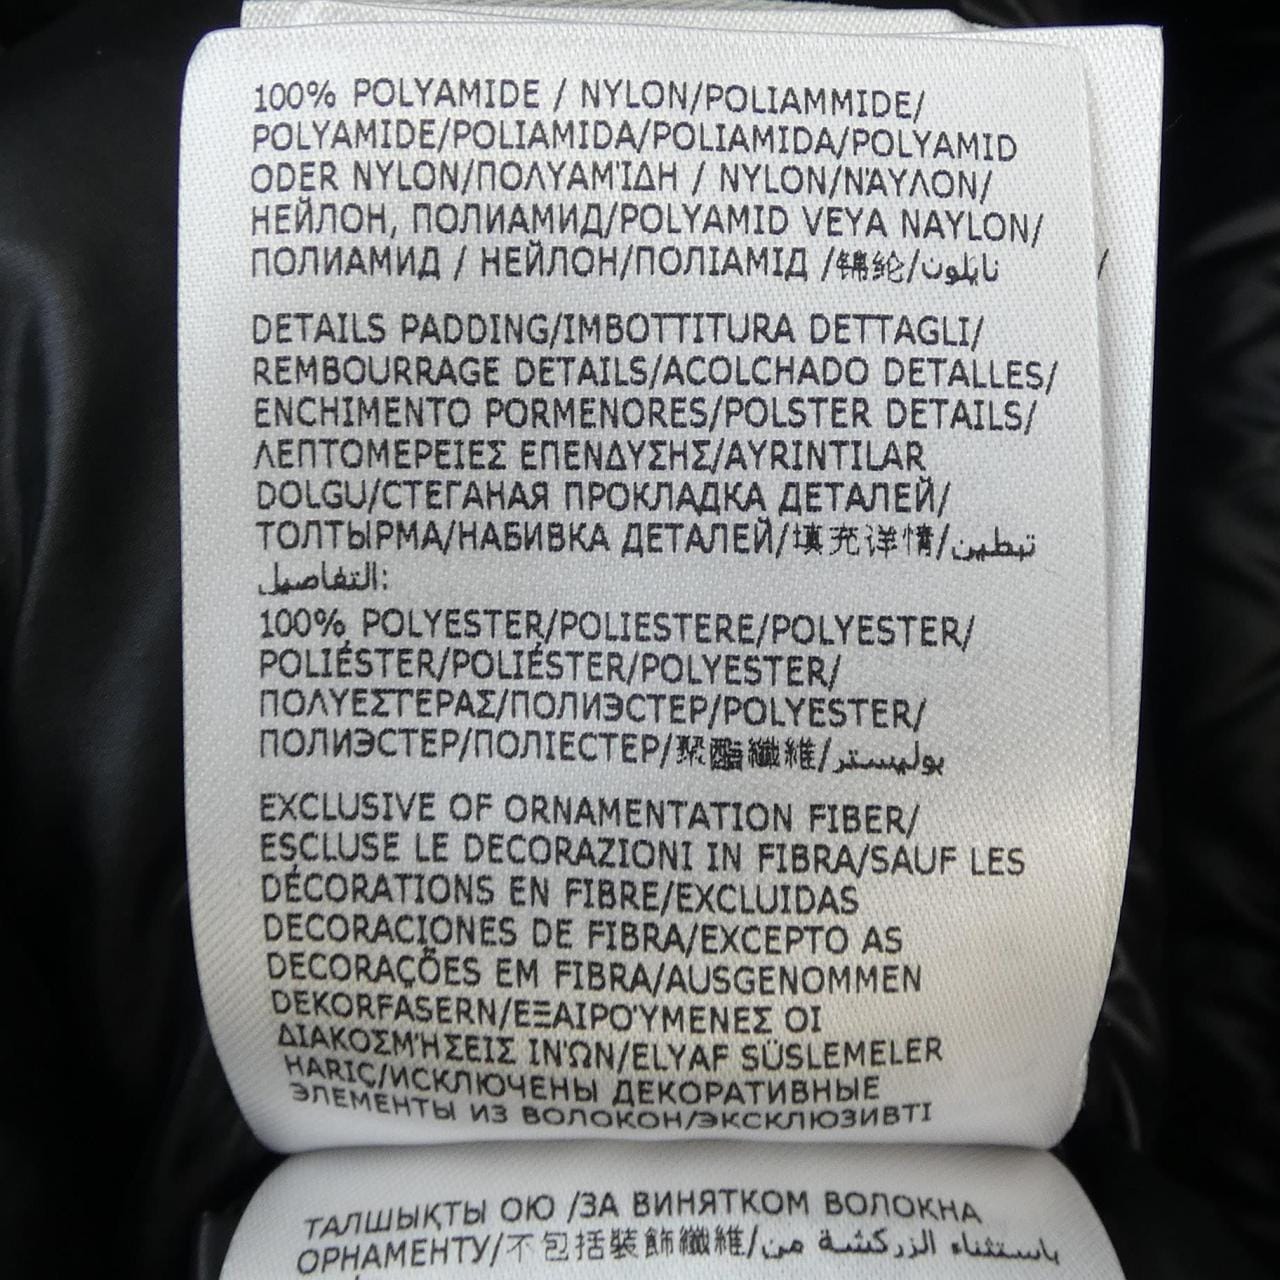 100% POLYAMIDE / NYLON/POLIAMMIDE/
POLYAMIDE/POLIAMIDA/POLIAMIDA/POLYAMID
ODER NYLON/ΠΟΛΥΑΜΊΔΗ / NYLON/ΝΆΥΛΟΝ/
НЕЙЛОН, ПОЛИАМИД/POLYAMID VEYA NAYLON/
ПОЛИАМИД / НЕЙЛОН/ПОЛІАМІД /锦纶/نايلون
DETAILS PADDING/IMBOTTITURA DETTAGLI/
REMBOURRAGE DETAILS/ACOLCHADO DETALLES/
ENCHIMENTO PORMENORES/POLSTER DETAILS/
ΛΕΠΤΟΜΕΡΕΙΕΣ ΕΠΕΝΔΥΣΗΣ/AYRINTILAR
DOLGU/СТЕГАНАЯ ПРОКЛАДКА ДЕТАЛЕЙ/
ТОЛТЫРМА/НАБИВКА ДЕТАЛЕЙ/填充详情/تبطين
التفاصيل:
100% POLYESTER/POLIESTERE/POLYESTER/
POLIÉSTER/POLIÉSTER/POLYESTER/
ΠΟΛΥΕΣΤΕΡΑΣ/ПОЛИЭСТЕР/POLYESTER/
ПОЛИЭСТЕР/ПОЛІЕСТЕР/聚酯纖維/بوليستر
EXCLUSIVE OF ORNAMENTATION FIBER/
ESCLUSE LE DECORAZIONI IN FIBRA/SAUF LES
DÉCORATIONS EN FIBRE/EXCLUIDAS
DECORACIONES DE FIBRA/EXCEPTO AS
DECORAÇÕES EM FIBRA/AUSGENOMMEN
DEKORFASERN/ΕΞΑΙΡΟΎΜΕΝΕΣ ΟΙ
ΔΙΑΚΟΣΜΉΣΕΙΣ ΙΝΏΝ/ELYAF SÜSLEMELER
HARIÇ/ИСКЛЮЧЕНЫ ДЕКОРАТИВНЫЕ
ЭЛЕМЕНТЫ ИЗ ВОЛОКОН/ЭКСКЛЮЗИВТІ
ТАЛШЫҚТЫ ОЮ /ЗА ВИНЯТКОМ ВОЛОКНА
ОРНАМЕНТУ/不包括裝飾纖維/باستثناء الزركشة من